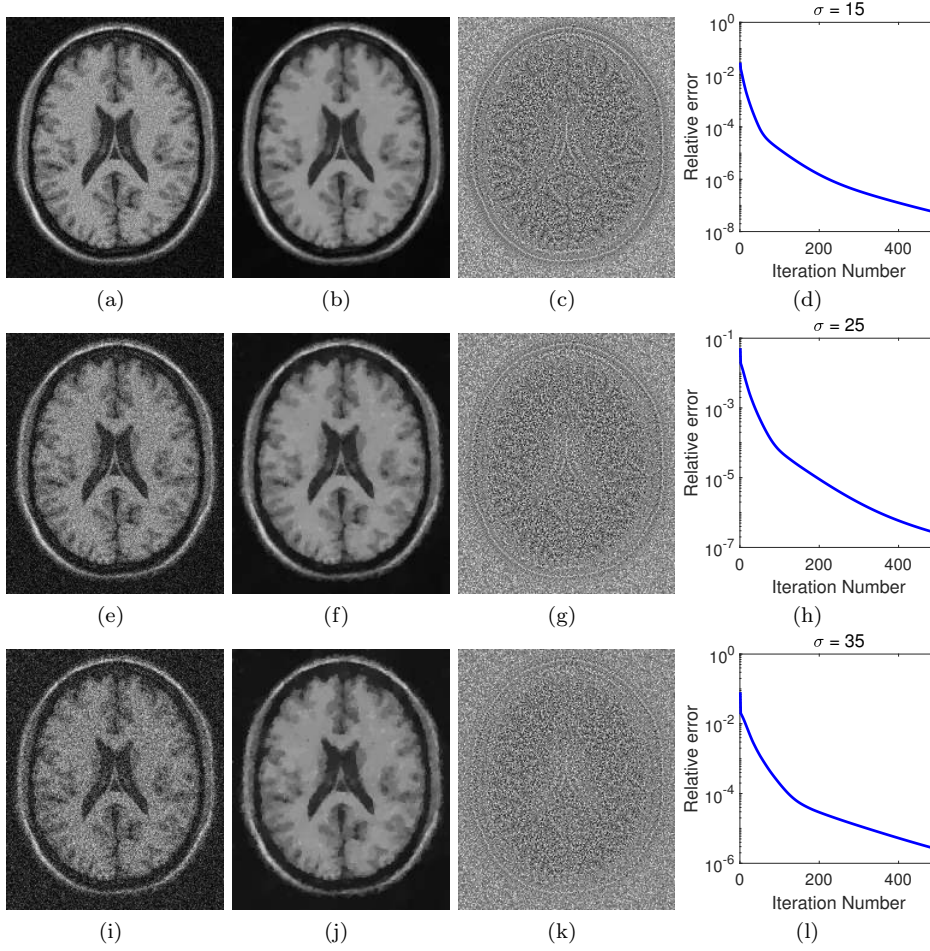 σ = 15
10^0
10^-2
10^-4
10^-6
10^-8
Relative error
0 200 400
Iteration Number
(a) (b) (c) (d)
σ = 25
10^-1
10^-3
10^-5
10^-7
Relative error
0 200 400
Iteration Number
(e) (f) (g) (h)
σ = 35
10^0
10^-2
10^-4
10^-6
Relative error
0 200 400
Iteration Number
(i) (j) (k) (l)